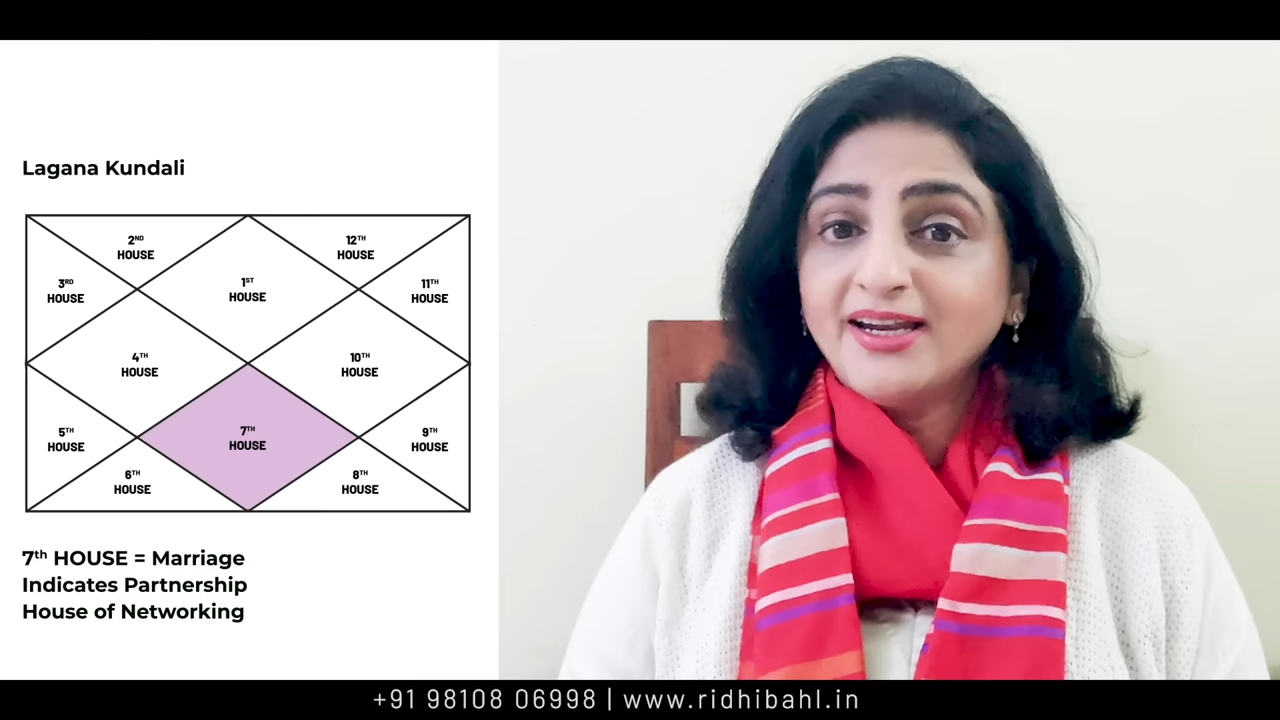 Lagana Kundali
2ND
HOUSE
12TH
HOUSE
3RD
HOUSE
1ST
HOUSE
11TH
HOUSE
4TH
HOUSE
10TH
HOUSE
5TH
HOUSE
7TH
HOUSE
9TH
HOUSE
6TH
HOUSE
8TH
HOUSE
7th HOUSE = Marriage
Indicates Partnership
House of Networking
+91 98108 06998 | www.ridhibahl.in